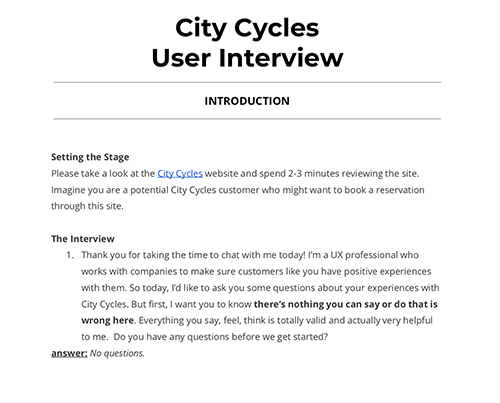 City Cycles
User Interview
INTRODUCTION
Setting the Stage
Please take a look at the City Cycles website and spend 2-3 minutes reviewing the site.
Imagine you are a potential City Cycles customer who might want to book a reservation
through this site.
The Interview
1. Thank you for taking the time to chat with me today! I'm a UX professional who
works with companies to make sure customers like you have positive experiences
with them. So today, I'd like to ask you some questions about your experiences with
City Cycles. But first, I want you to know there's nothing you can say or do that is
wrong here. Everything you say, feel, think is totally valid and actually very helpful
to me.  Do you have any questions before we get started?
answer: No questions.